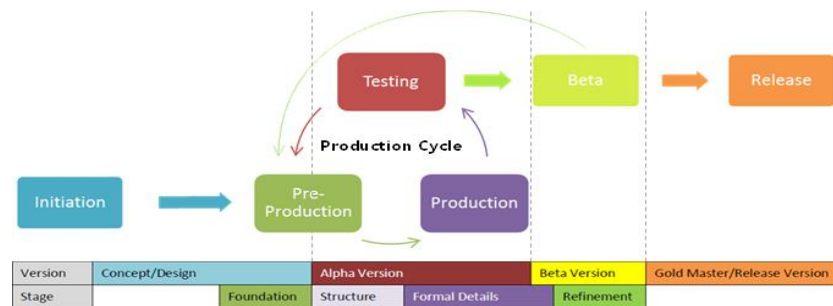 Testing
Beta
Release
Production Cycle
Initiation
Pre-
Production
Production
Version Concept/Design Alpha Version Beta Version Gold Master/Release Version
Stage Foundation Structure Formal Details Refinement